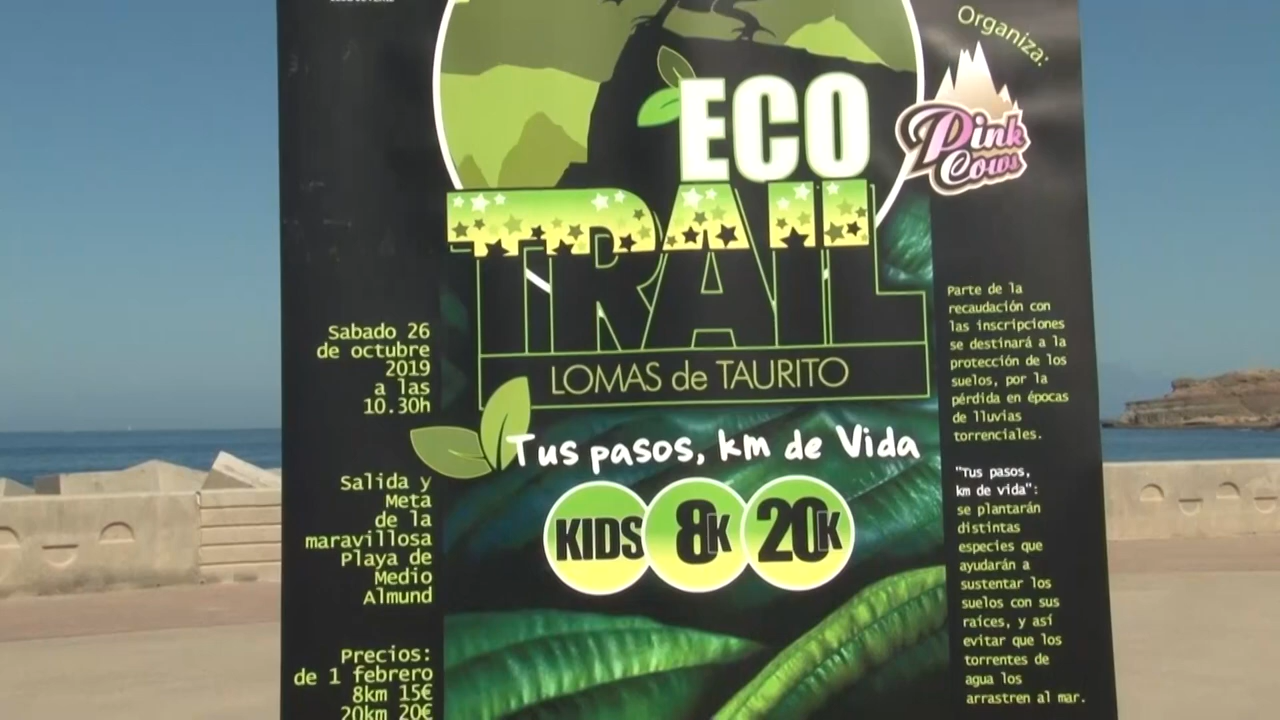 Organiza:
Pink
Cows
ECO
TRAIL
LOMAS de TAURITO
Tus pasos, km de Vida
KIDS 8K 20K
Sabado 26
de octubre
2019
a las
10.30h
Salida y
Meta
de la
maravillosa
Playa de
Medio
Almund
Precios:
de 1 febrero
8km 15€
20km 20€
Parte de la
recaudación con
las inscripciones
se destinará a la
protección de los
suelos, por la
pérdida en épocas
de lluvias
torrenciales.
"Tus pasos,
km de vida":
se plantarán
distintas
especies que
ayudarán a
sustentar los
suelos con sus
raíces, y así
evitar que los
torrentes de
agua los
arrastren al mar.